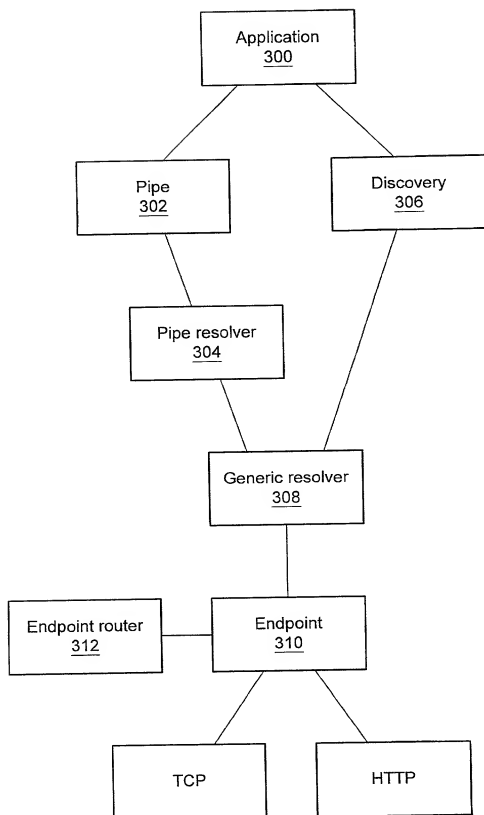 Application
300
Pipe
302
Discovery
306
Pipe resolver
304
Generic resolver
308
Endpoint router
312
Endpoint
310
TCP
HTTP